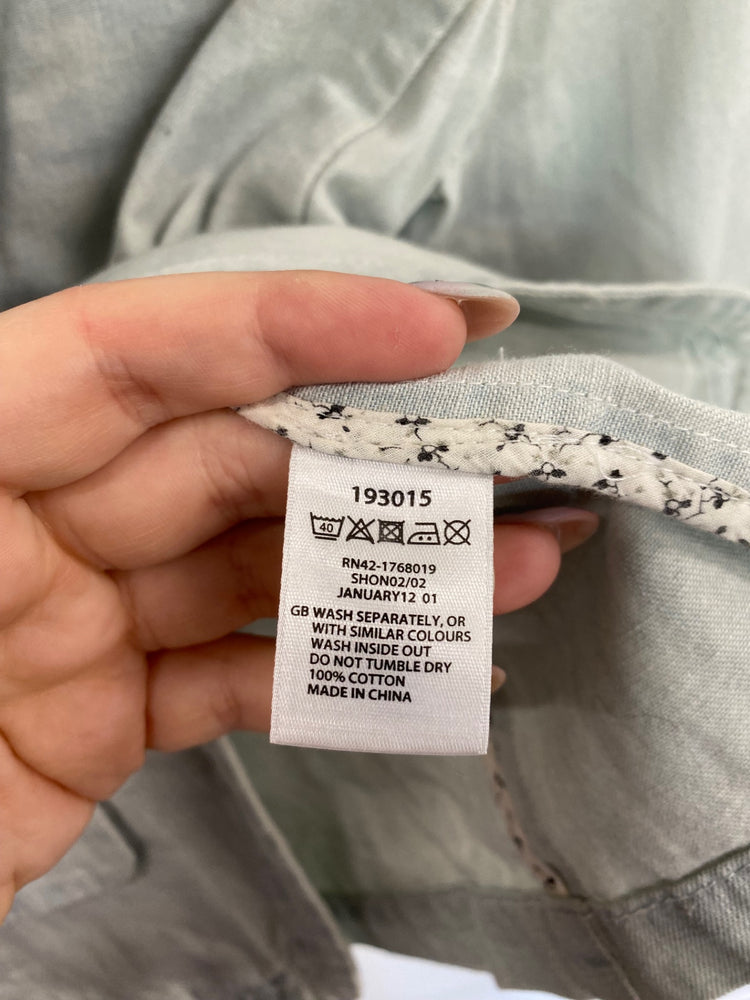 193015
40
RN42-1768019
SHON02/02
JANUARY12 01
GB WASH SEPARATELY, OR
WITH SIMILAR COLOURS
WASH INSIDE OUT
DO NOT TUMBLE DRY
100% COTTON
MADE IN CHINA